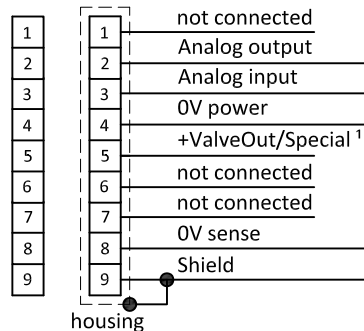 1 1 not connected
2 2 Analog output
3 3 Analog input
4 4 0V power
5 5 +ValveOut/Special ¹
6 6 not connected
7 7 not connected
8 8 0V sense
9 9 Shield
housing